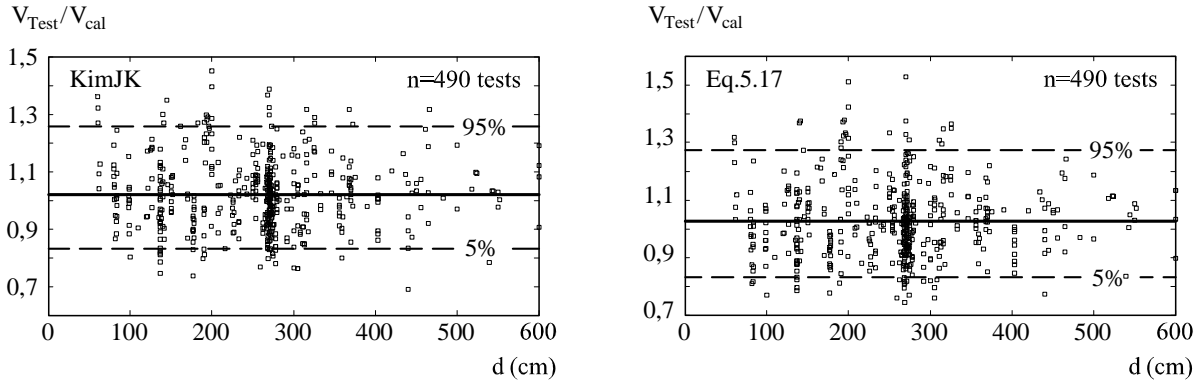 V_Test/V_cal
1,5
KimJK
n=490 tests
1,3
95%
1,1
0,9
5%
0,7
0 100 200 300 400 500 600
d (cm)
V_Test/V_cal
1,5
Eq.5.17
n=490 tests
1,3
95%
1,1
0,9
5%
0,7
0 100 200 300 400 500 600
d (cm)